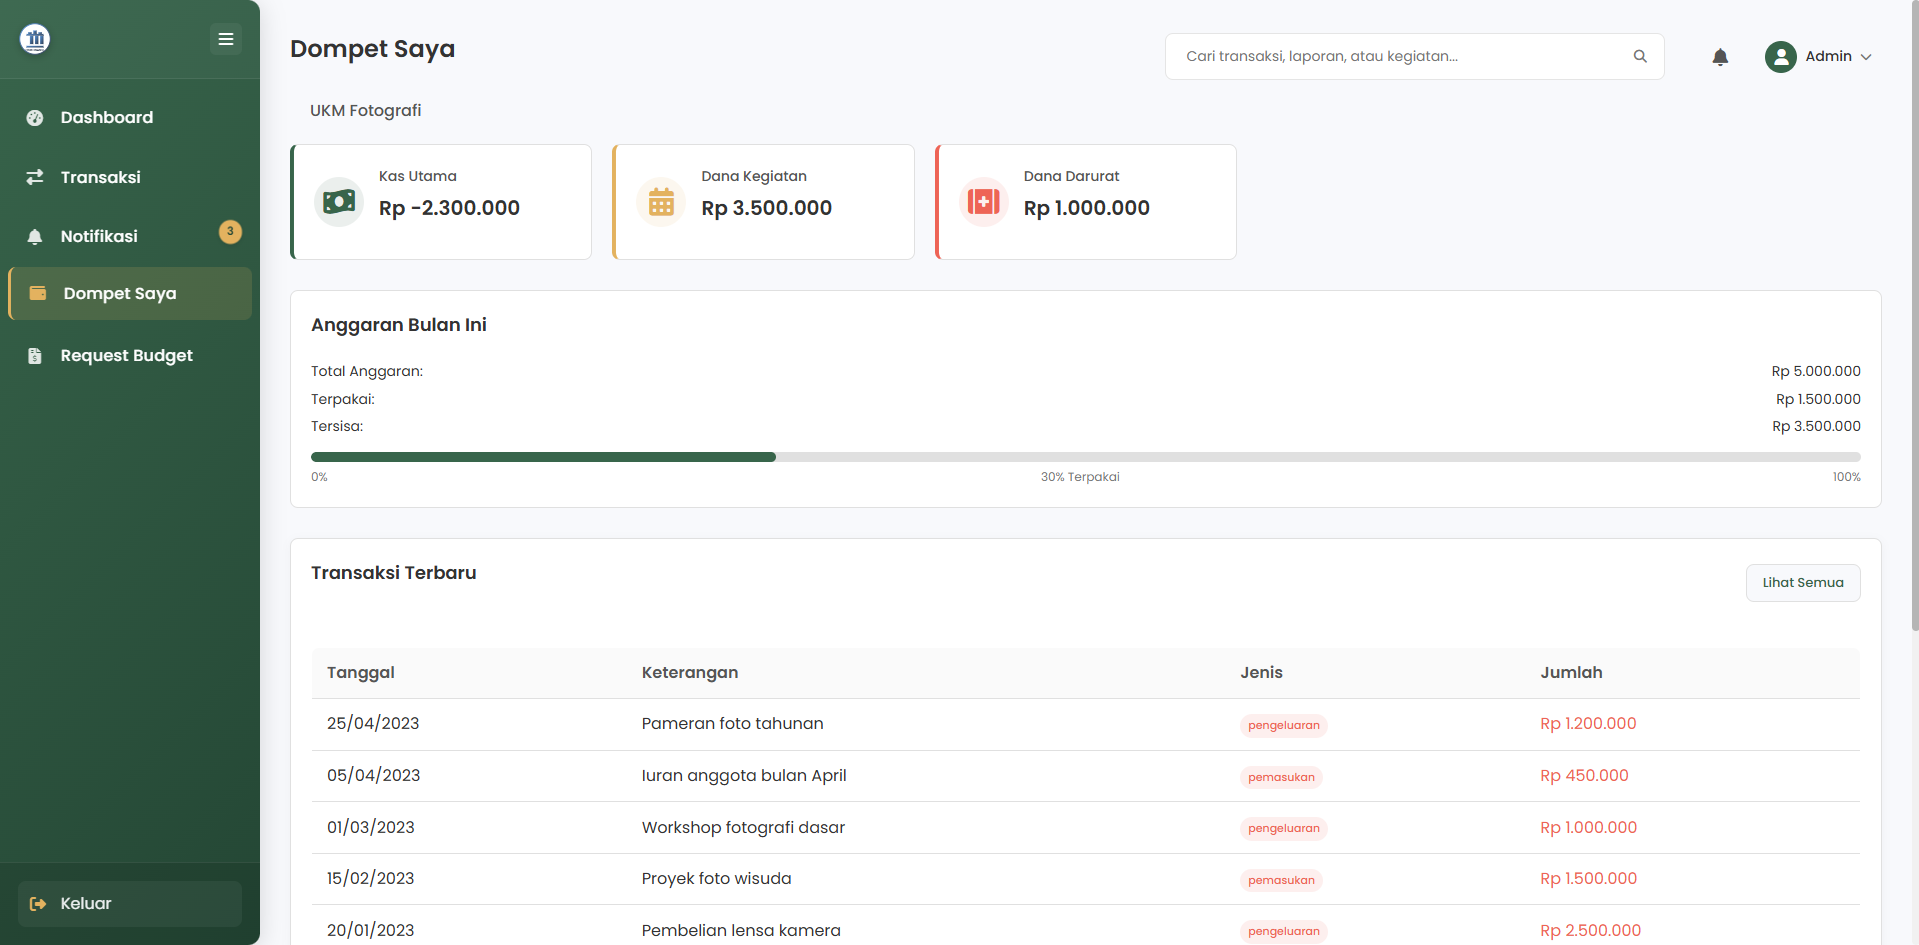 Dashboard
Transaksi
Notifikasi
3
Dompet Saya
Request Budget
Keluar
Dompet Saya
Cari transaksi, laporan, atau kegiatan...
Admin
UKM Fotografi
Kas Utama
Rp -2.300.000
Dana Kegiatan
Rp 3.500.000
Dana Darurat
Rp 1.000.000
Anggaran Bulan Ini
Total Anggaran: Rp 5.000.000
Terpakai: Rp 1.500.000
Tersisa: Rp 3.500.000
0% 30% Terpakai 100%
Transaksi Terbaru
Lihat Semua
Tanggal Keterangan Jenis Jumlah
25/04/2023 Pameran foto tahunan pengeluaran Rp 1.200.000
05/04/2023 Iuran anggota bulan April pemasukan Rp 450.000
01/03/2023 Workshop fotografi dasar pengeluaran Rp 1.000.000
15/02/2023 Proyek foto wisuda pemasukan Rp 1.500.000
20/01/2023 Pembelian lensa kamera pengeluaran Rp 2.500.000